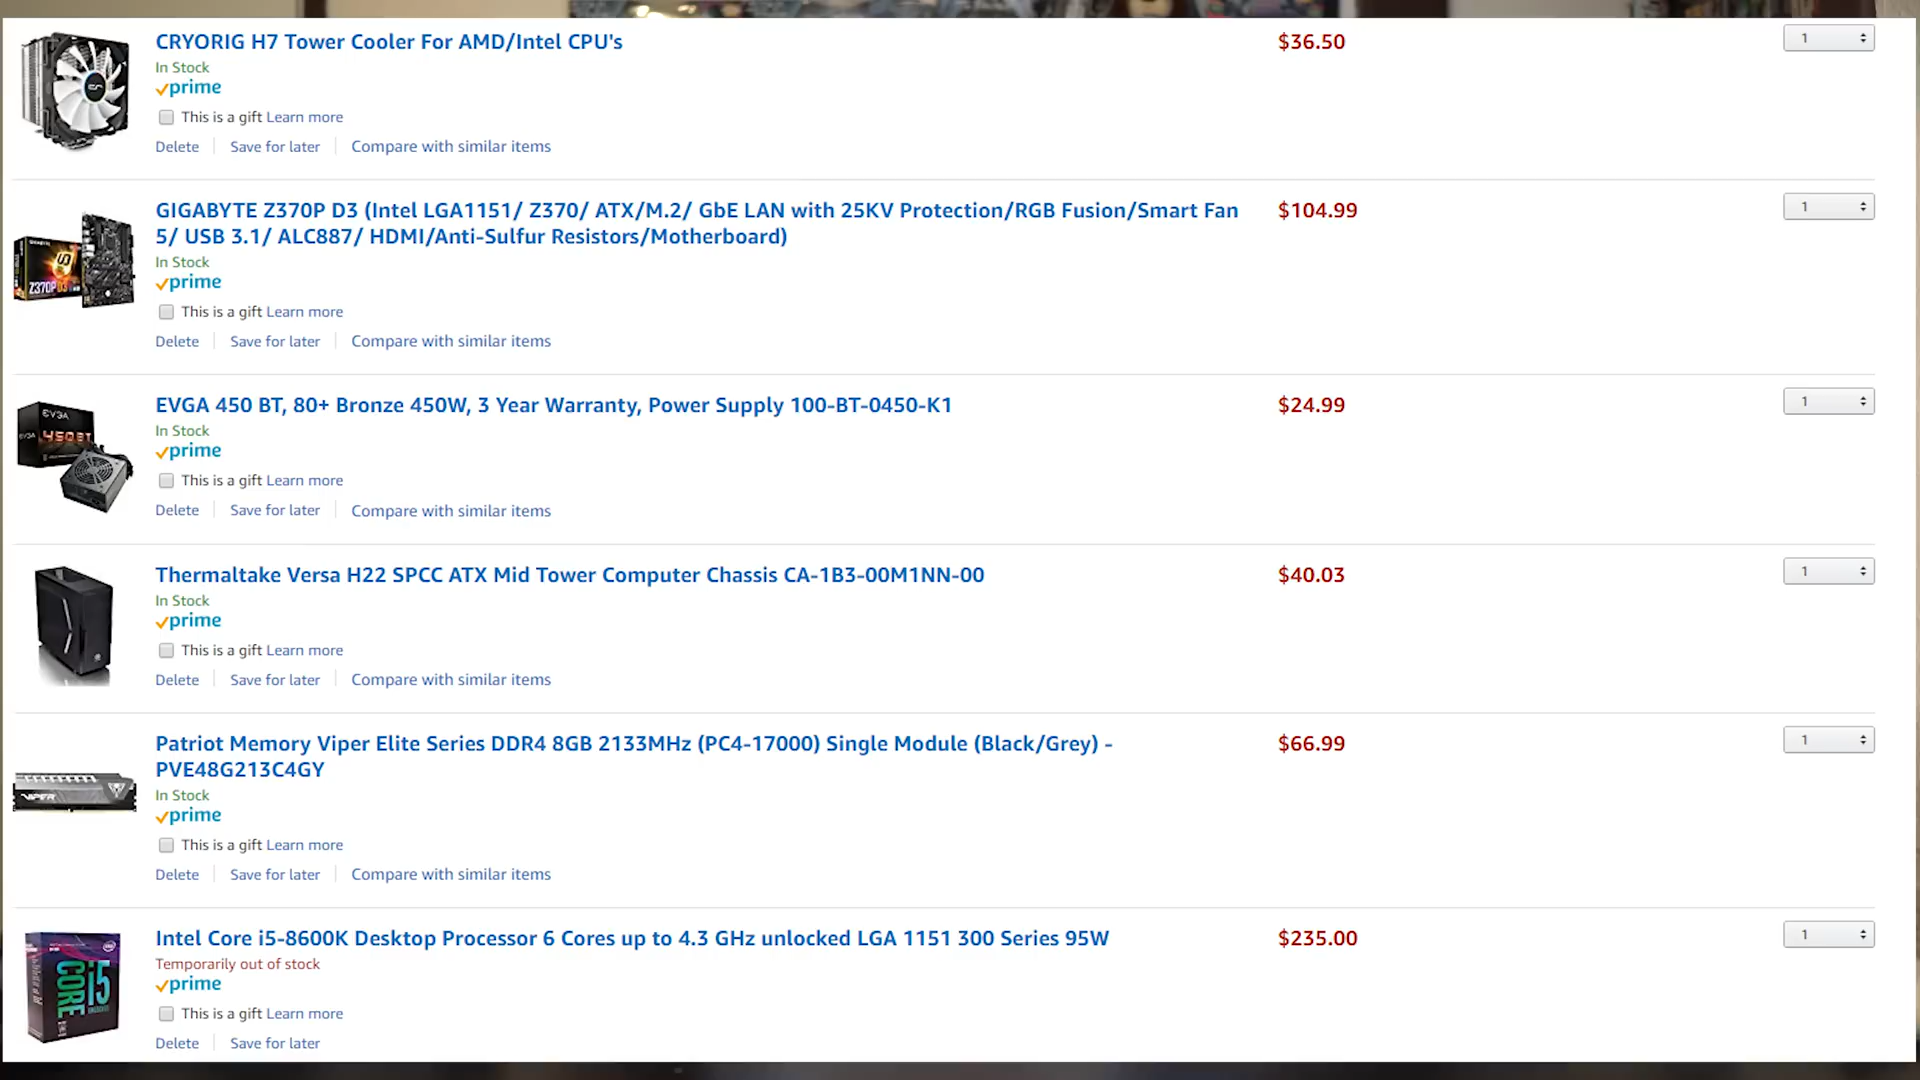 CRYORIG H7 Tower Cooler For AMD/Intel CPU's
$36.50
1
In Stock
prime
This is a gift Learn more
Delete
Save for later
Compare with similar items
GIGABYTE Z370P D3 (Intel LGA1151/ Z370/ ATX/M.2/ GbE LAN with 25KV Protection/RGB Fusion/Smart Fan
5/ USB 3.1/ ALC887/ HDMI/Anti-Sulfur Resistors/Motherboard)
$104.99
1
In Stock
prime
Z370P D3
This is a gift Learn more
Delete
Save for later
Compare with similar items
EVGA 450 BT, 80+ Bronze 450W, 3 Year Warranty, Power Supply 100-BT-0450-K1
$24.99
1
EVGA
EVGA
450 BT
In Stock
prime
This is a gift Learn more
Delete
Save for later
Compare with similar items
Thermaltake Versa H22 SPCC ATX Mid Tower Computer Chassis CA-1B3-00M1NN-00
$40.03
1
In Stock
prime
This is a gift Learn more
Delete
Save for later
Compare with similar items
Patriot Memory Viper Elite Series DDR4 8GB 2133MHz (PC4-17000) Single Module (Black/Grey) -
PVE48G213C4GY
$66.99
1
VIPER
In Stock
prime
This is a gift Learn more
Delete
Save for later
Compare with similar items
Intel Core i5-8600K Desktop Processor 6 Cores up to 4.3 GHz unlocked LGA 1151 300 Series 95W
$235.00
1
Temporarily out of stock
prime
CORE i5
This is a gift Learn more
Delete
Save for later